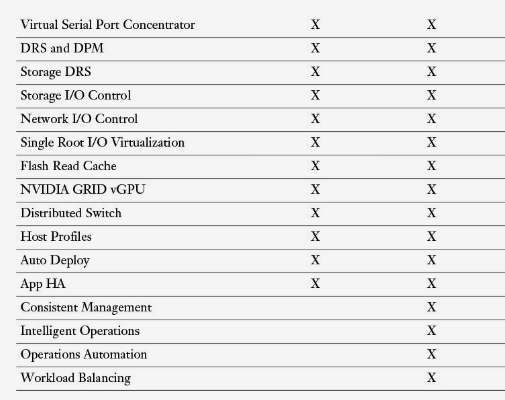 Virtual Serial Port Concentrator X X
DRS and DPM X X
Storage DRS X X
Storage I/O Control X X
Network I/O Control X X
Single Root I/O Virtualization X X
Flash Read Cache X X
NVIDIA GRID vGPU X X
Distributed Switch X X
Host Profiles X X
Auto Deploy X X
App HA X X
Consistent Management X
Intelligent Operations X
Operations Automation X
Workload Balancing X